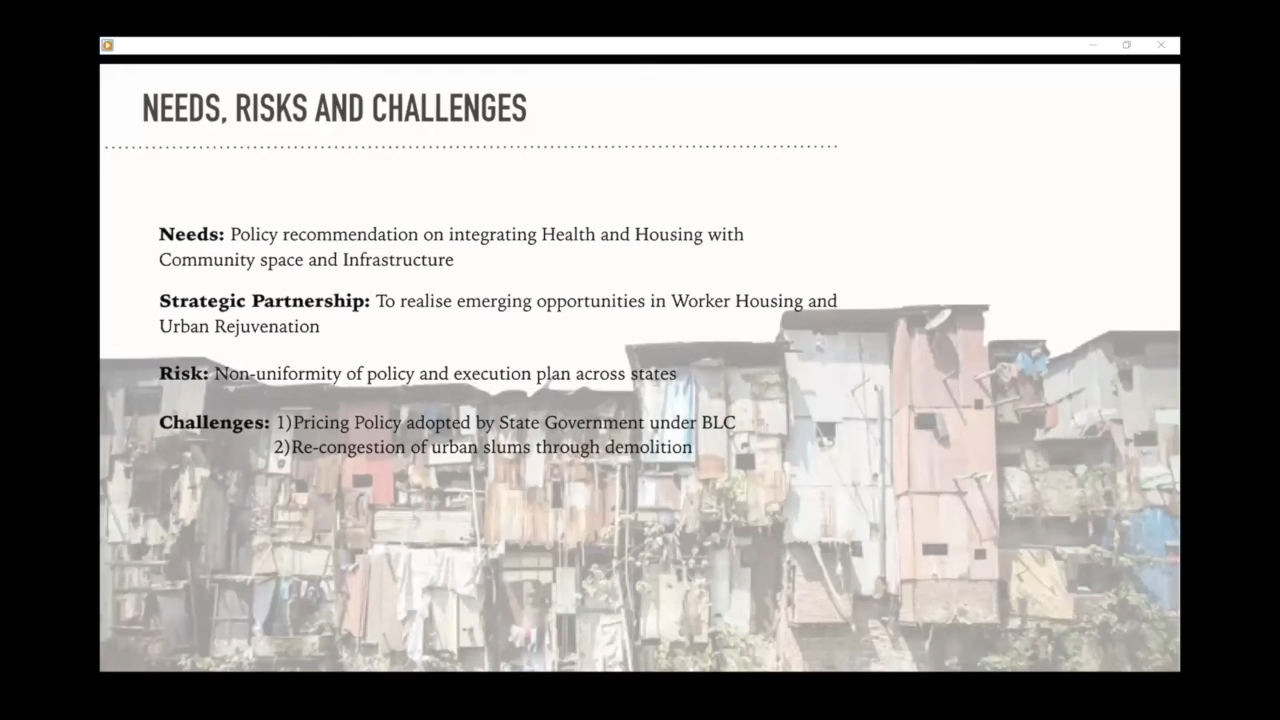 NEEDS, RISKS AND CHALLENGES
Needs: Policy recommendation on integrating Health and Housing with
Community space and Infrastructure
Strategic Partnership: To realise emerging opportunities in Worker Housing and
Urban Rejuvenation
Risk: Non-uniformity of policy and execution plan across states
Challenges: 1)Pricing Policy adopted by State Government under BLC
2)Re-congestion of urban slums through demolition